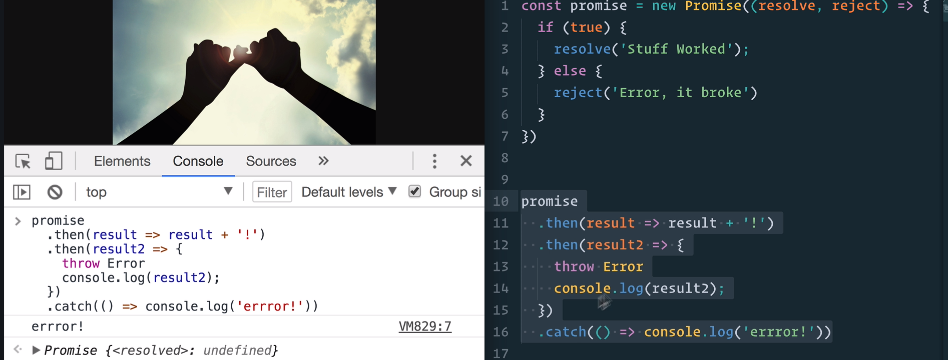 Elements Console Sources »
top Filter Default levels Group si
promise
.then(result => result + '!')
.then(result2 => {
throw Error
console.log(result2);
})
.catch(() => console.log('errror!'))
errror! VM829:7
Promise {<resolved>: undefined}
1 const promise = new Promise((resolve, reject) => {
2 if (true) {
3 resolve('Stuff Worked');
4 } else {
5 reject('Error, it broke')
6 }
7 })
8
9
10 promise
11 .then(result => result + '!')
12 .then(result2 => {
13 throw Error
14 console.log(result2);
15 })
16 .catch(() => console.log('errror!'))
17